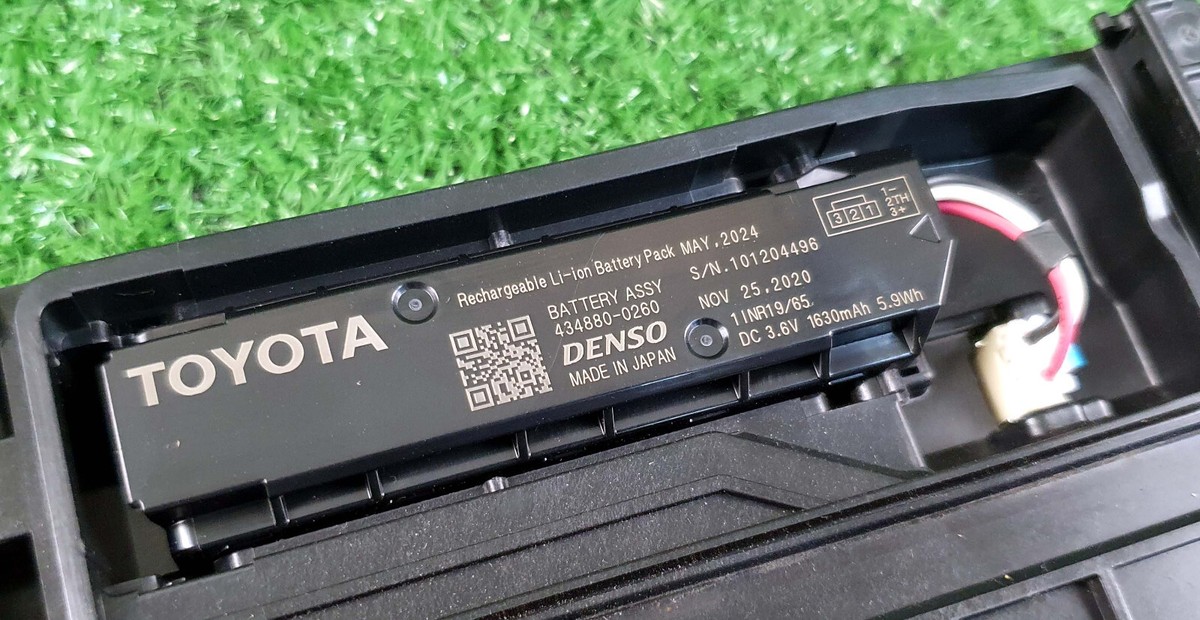 TOYOTA
Rechargeable Li-ion Battery Pack MAY,2024
BATTERY ASSY
434880-0260
DENSO
MADE IN JAPAN
S/N.101204496
NOV 25,2020
1INR19/65
DC 3.6V 1630mAh 5.9Wh
3 2 1
1-
2TH
3+